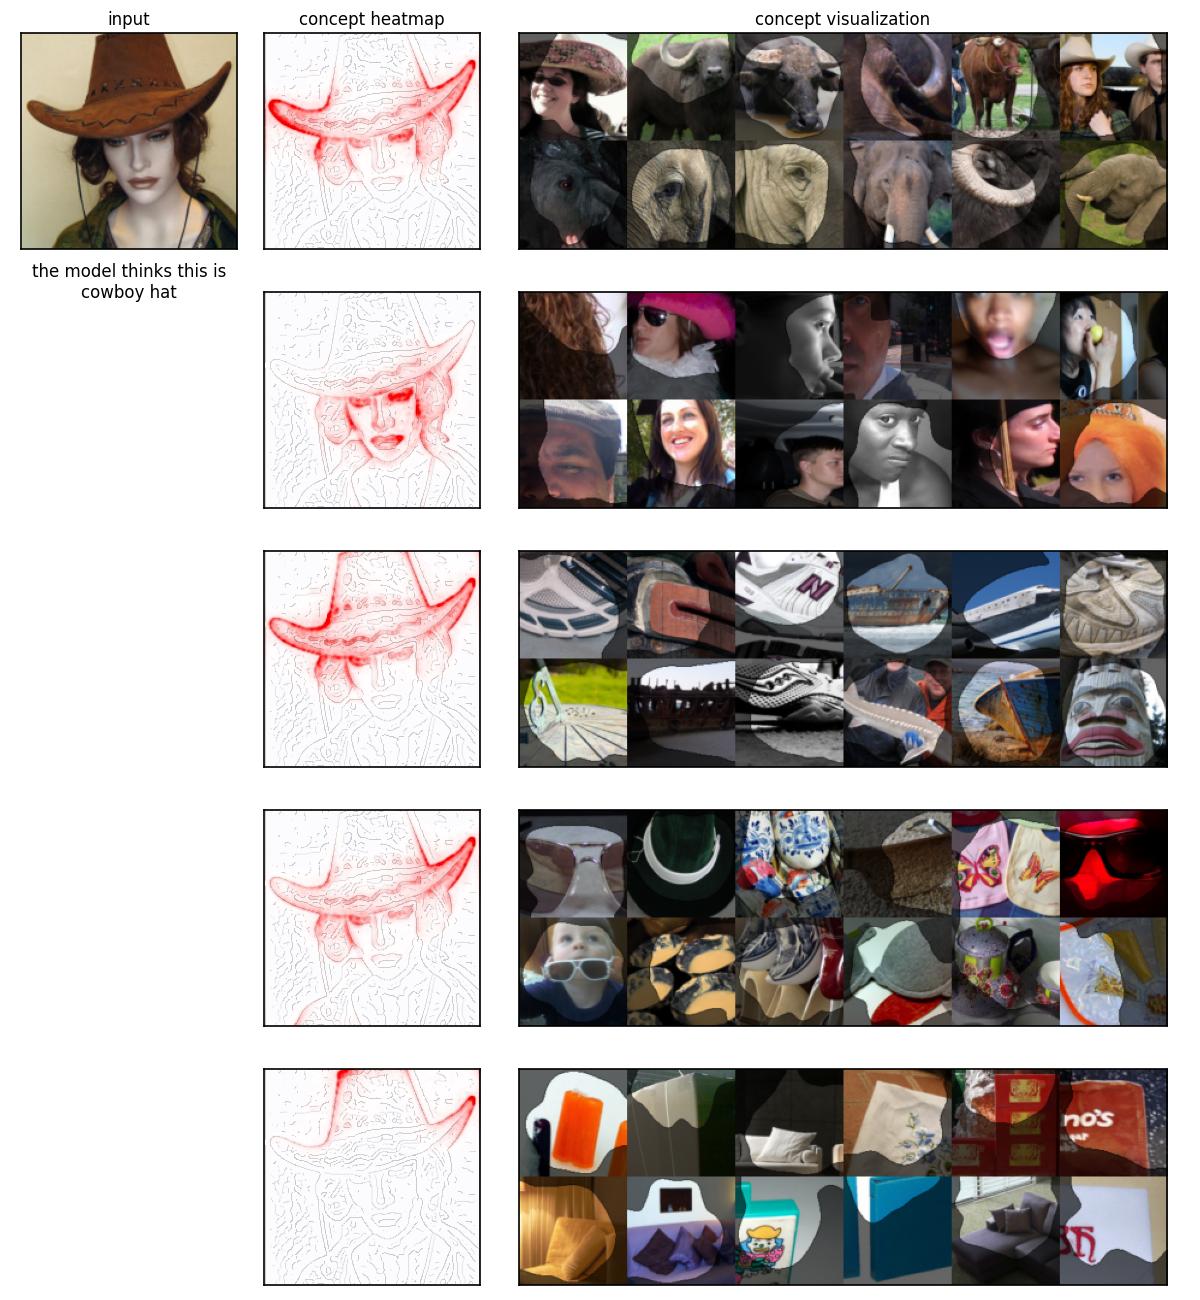 input
concept heatmap
concept visualization
the model thinks this is
cowboy hat
N
no's